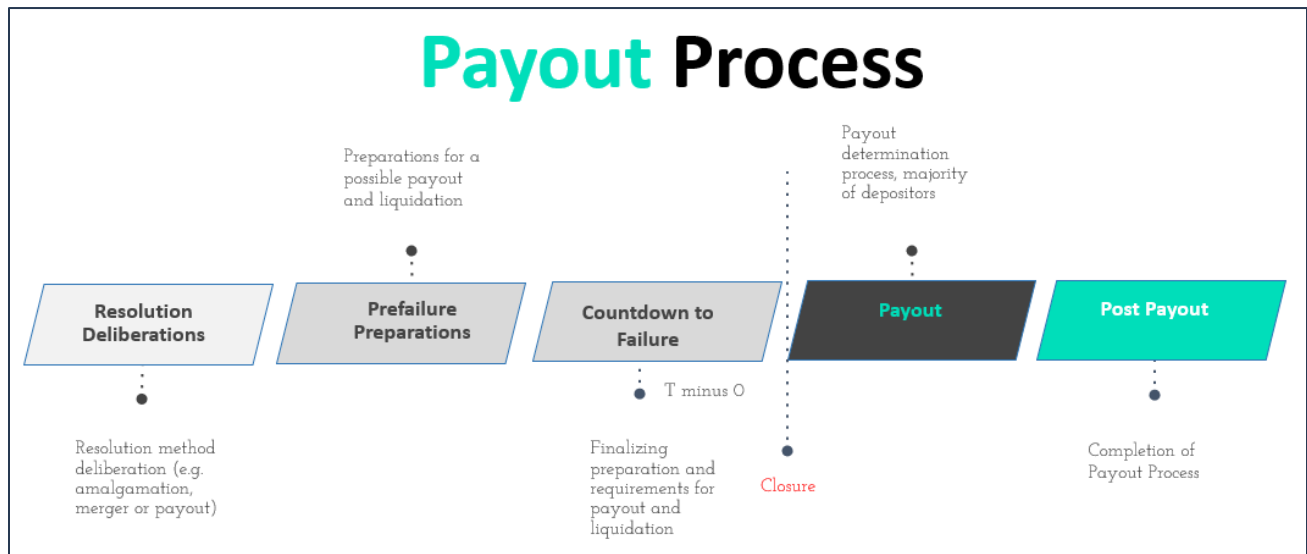 Payout Process
Preparations for a
possible payout
and liquidation
Payout
determination
process, majority
of depositors
Resolution
Deliberations
Prefailure
Preparations
Countdown to
Failure
Payout
Post Payout
T minus 0
Resolution method
deliberation (e.g.
amalgamation,
merger or payout)
Finalizing
preparation and
requirements for
payout and
liquidation
Closure
Completion of
Payout Process